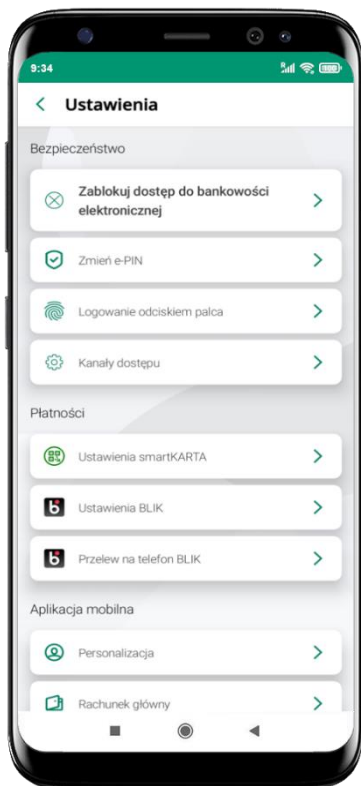 9:34
Ustawienia
Bezpieczeństwo
Zablokuj dostęp do bankowości
elektronicznej
Zmień e-PIN
Logowanie odciskiem palca
Kanały dostępu
Płatności
Ustawienia smartKARTA
Ustawienia BLIK
Przelew na telefon BLIK
Aplikacja mobilna
Personalizacja
Rachunek główny